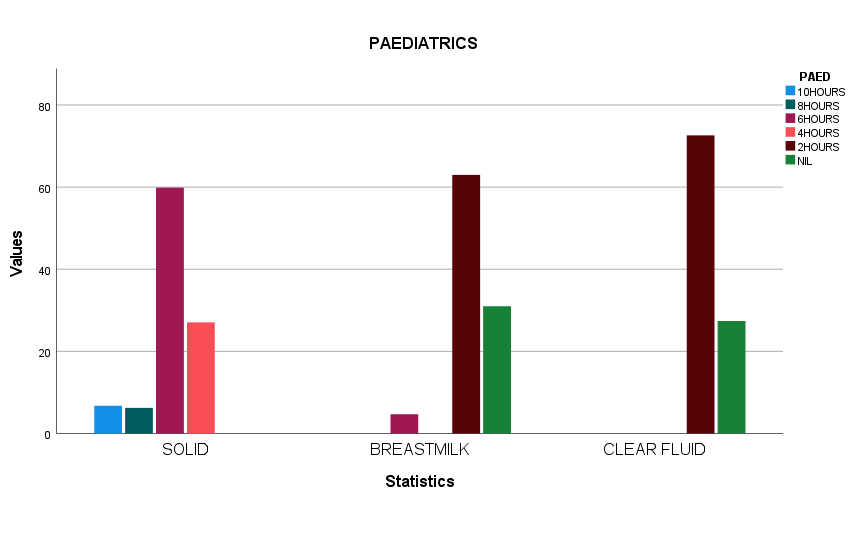 PAEDIATRICS
PAED
10HOURS
8HOURS
6HOURS
4HOURS
2HOURS
NIL
Values
80
60
40
20
0
SOLID
BREASTMILK
CLEAR FLUID
Statistics